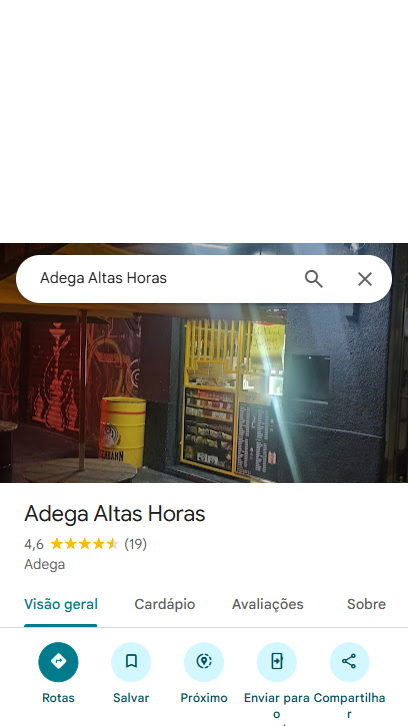 Adega Altas Horas
Adega Altas Horas
4,6 (19)
Adega
Visão geral Cardápio Avaliações Sobre
Rotas Salvar Próximo Enviar para Compartilha
o r